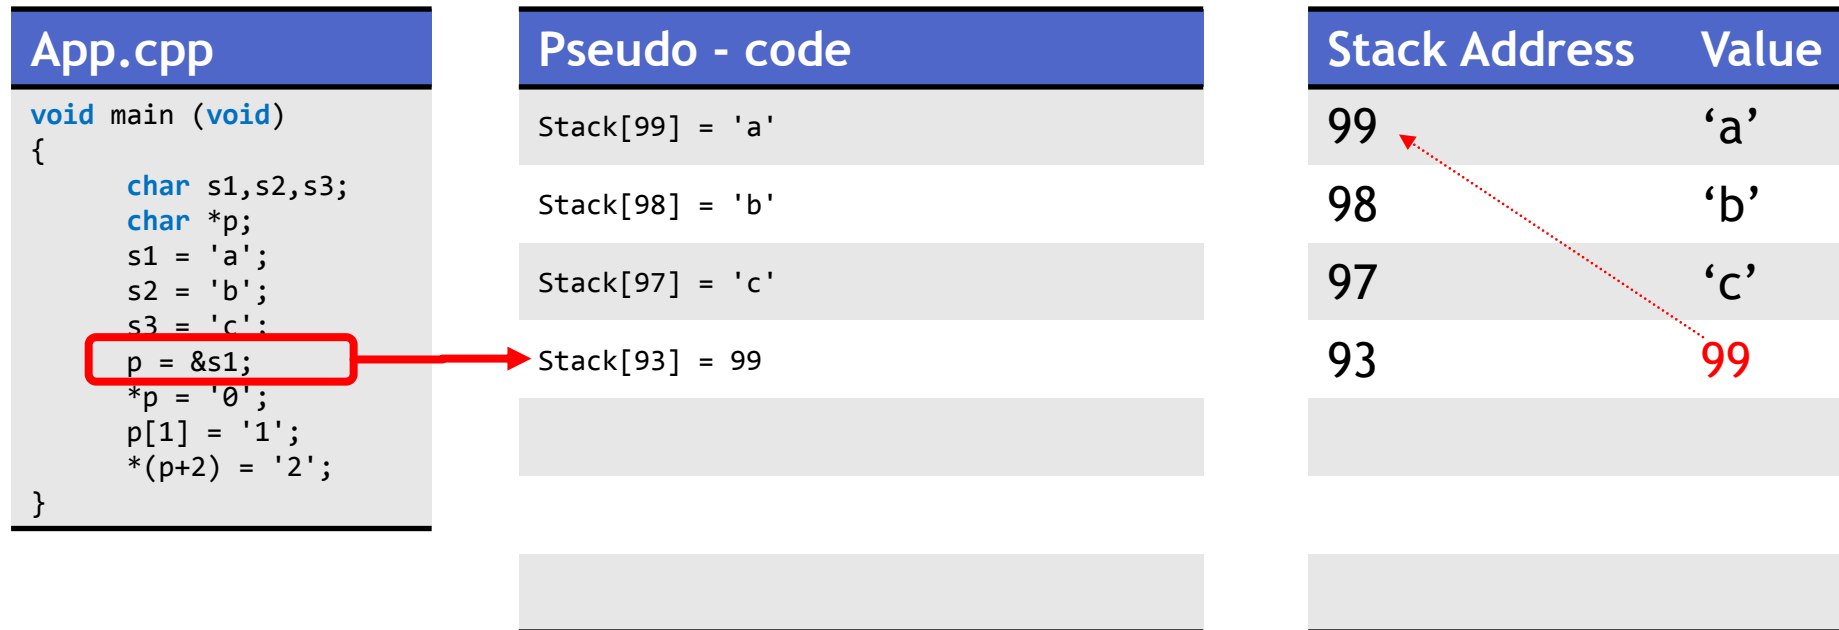 App.cpp
void main (void)
{
char s1,s2,s3;
char *p;
s1 = 'a';
s2 = 'b';
s3 = 'c';
p = &s1;
*p = '0';
p[1] = '1';
*(p+2) = '2';
}
Pseudo - code
Stack[99] = 'a'
Stack[98] = 'b'
Stack[97] = 'c'
Stack[93] = 99
Stack Address Value
99 ‘a’
98 ‘b’
97 ‘c’
93 99